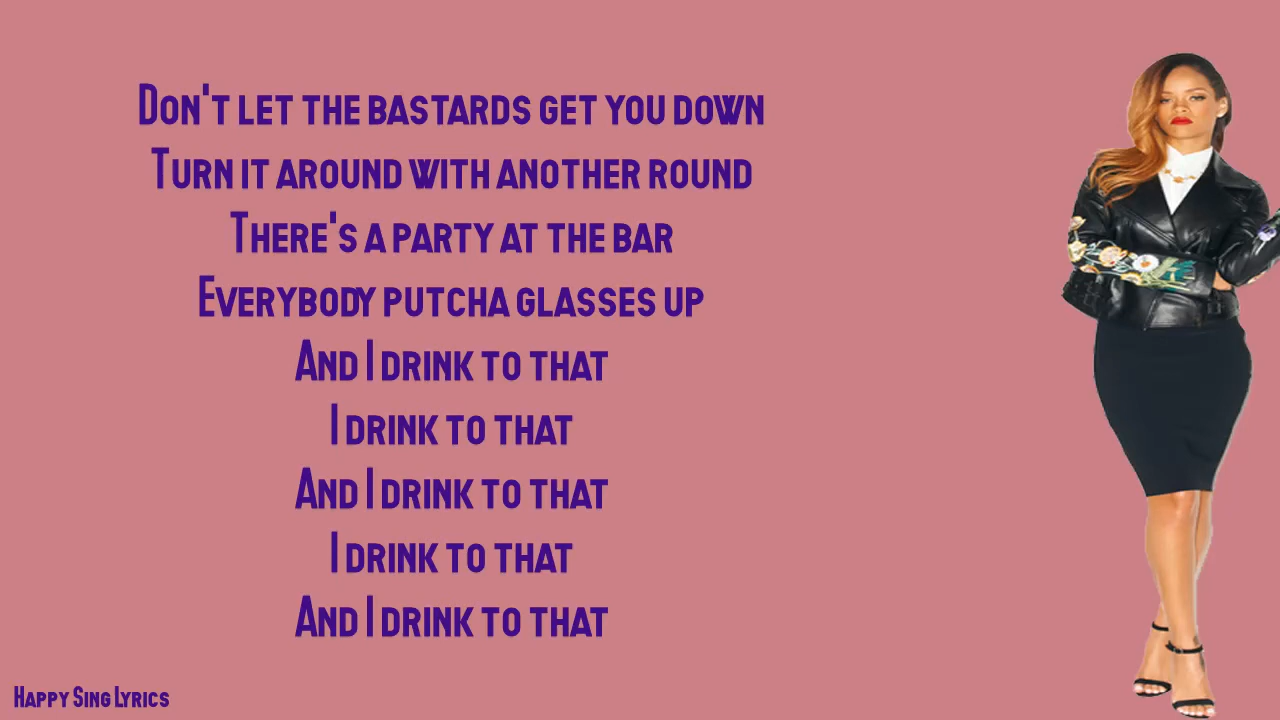 Don't let the bastards get you down
Turn it around with another round
There's a party at the bar
Everybody putcha glasses up
And I drink to that
I drink to that
And I drink to that
I drink to that
And I drink to that
Happy Sing Lyrics